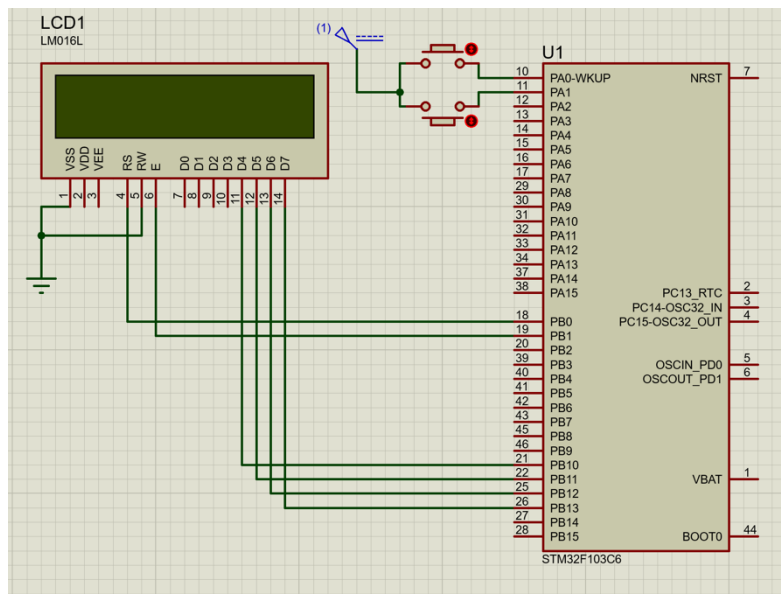 LCD1
LM016L
VSS
VDD
VEE
RS
RW
E
D0
D1
D2
D3
D4
D5
D6
D7
1
2
3
4
5
6
7
8
9
10
11
12
13
14
(1)
U1
10 PA0-WKUP NRST 7
11 PA1
12 PA2
13 PA3
14 PA4
15 PA5
16 PA6
17 PA7
29 PA8
30 PA9
31 PA10
32 PA11
33 PA12
34 PA13
37 PA14
38 PA15 PC13_RTC 2
PC14-OSC32_IN 3
18 PB0 PC15-OSC32_OUT 4
19 PB1
20 PB2
39 PB3 OSCIN_PD0 5
40 PB4 OSCOUT_PD1 6
41 PB5
42 PB6
43 PB7
45 PB8
46 PB9
21 PB10
22 PB11 VBAT 1
25 PB12
26 PB13
27 PB14
28 PB15 BOOT0 44
STM32F103C6